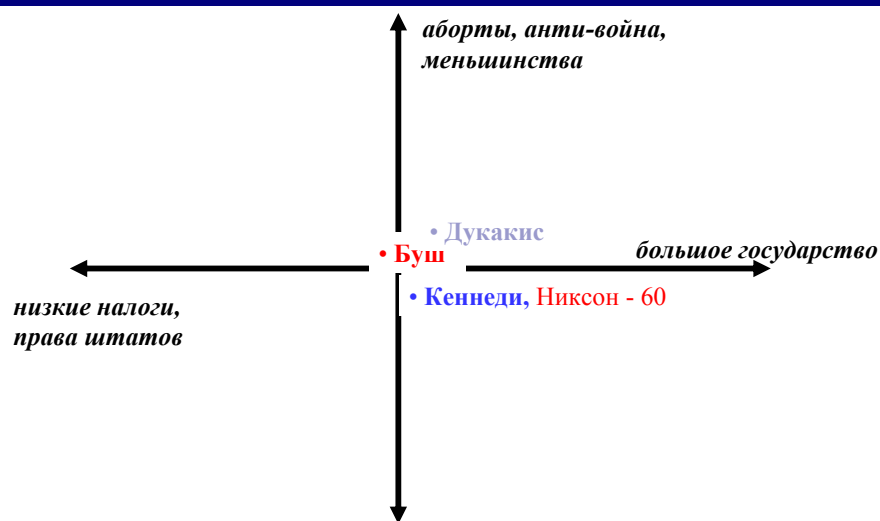 аборты, анти-война,
меньшинства
• Дукакис
• Буш
большое государство
• Кеннеди, Никсон - 60
низкие налоги,
права штатов